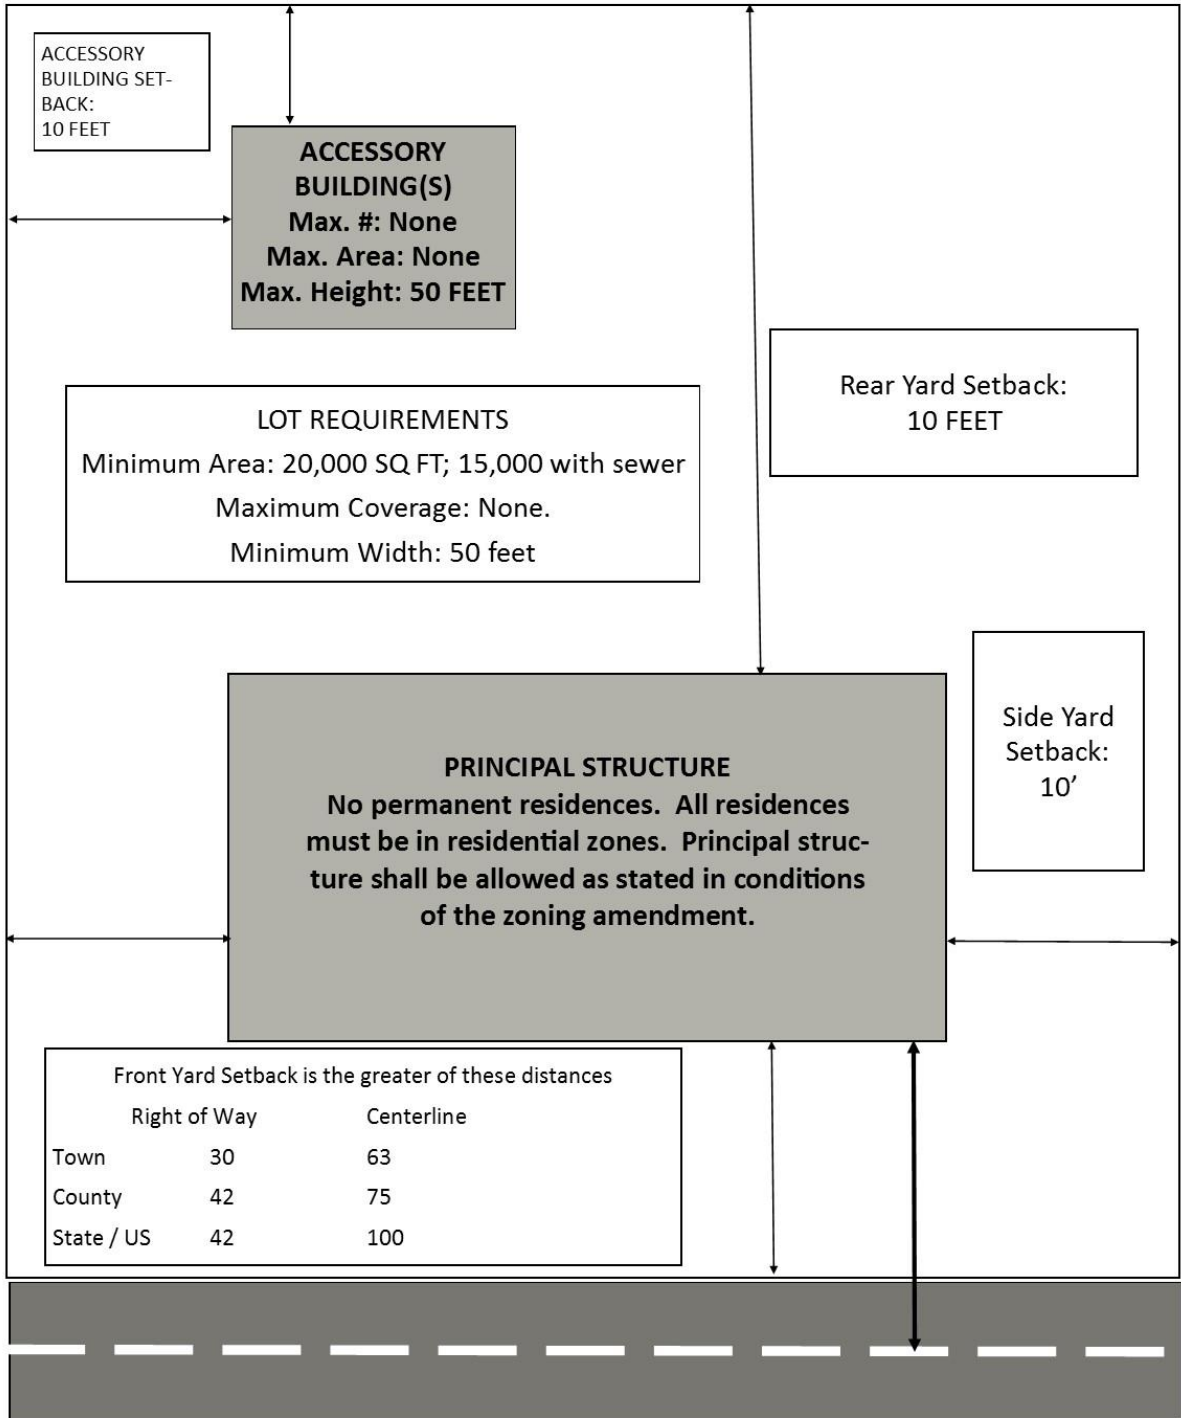 ACCESSORY
BUILDING SET-
BACK:
10 FEET
ACCESSORY
BUILDING(S)
Max. #: None
Max. Area: None
Max. Height: 50 FEET
Rear Yard Setback:
10 FEET
LOT REQUIREMENTS
Minimum Area: 20,000 SQ FT; 15,000 with sewer
Maximum Coverage: None.
Minimum Width: 50 feet
Side Yard
Setback:
10’
PRINCIPAL STRUCTURE
No permanent residences.  All residences
must be in residential zones.  Principal struc-
ture shall be allowed as stated in conditions
of the zoning amendment.
Front Yard Setback is the greater of these distances
Right of Way Centerline
Town 30 63
County 42 75
State / US 42 100